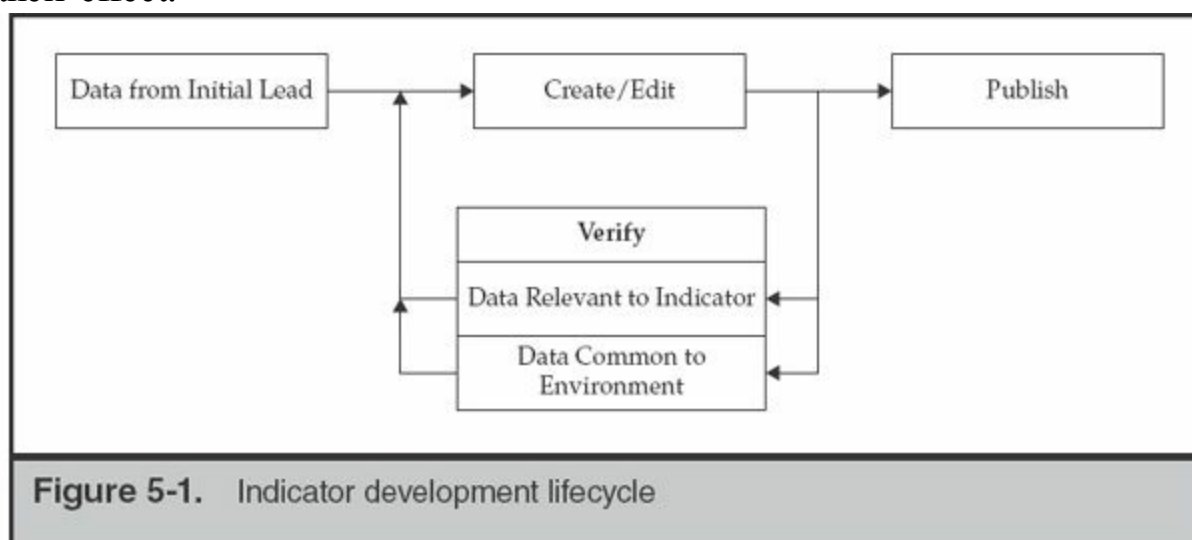 Data from Initial Lead
Create/Edit
Publish
Verify
Data Relevant to Indicator
Data Common to
Environment
Figure 5-1. Indicator development lifecycle